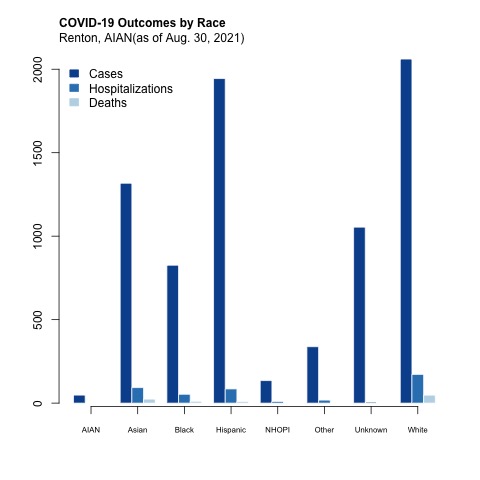 COVID-19 Outcomes by Race
Renton, AIAN(as of Aug. 30, 2021)
Cases
Hospitalizations
Deaths
2000
1500
1000
500
0
AIAN Asian Black Hispanic NHOPI Other Unknown White